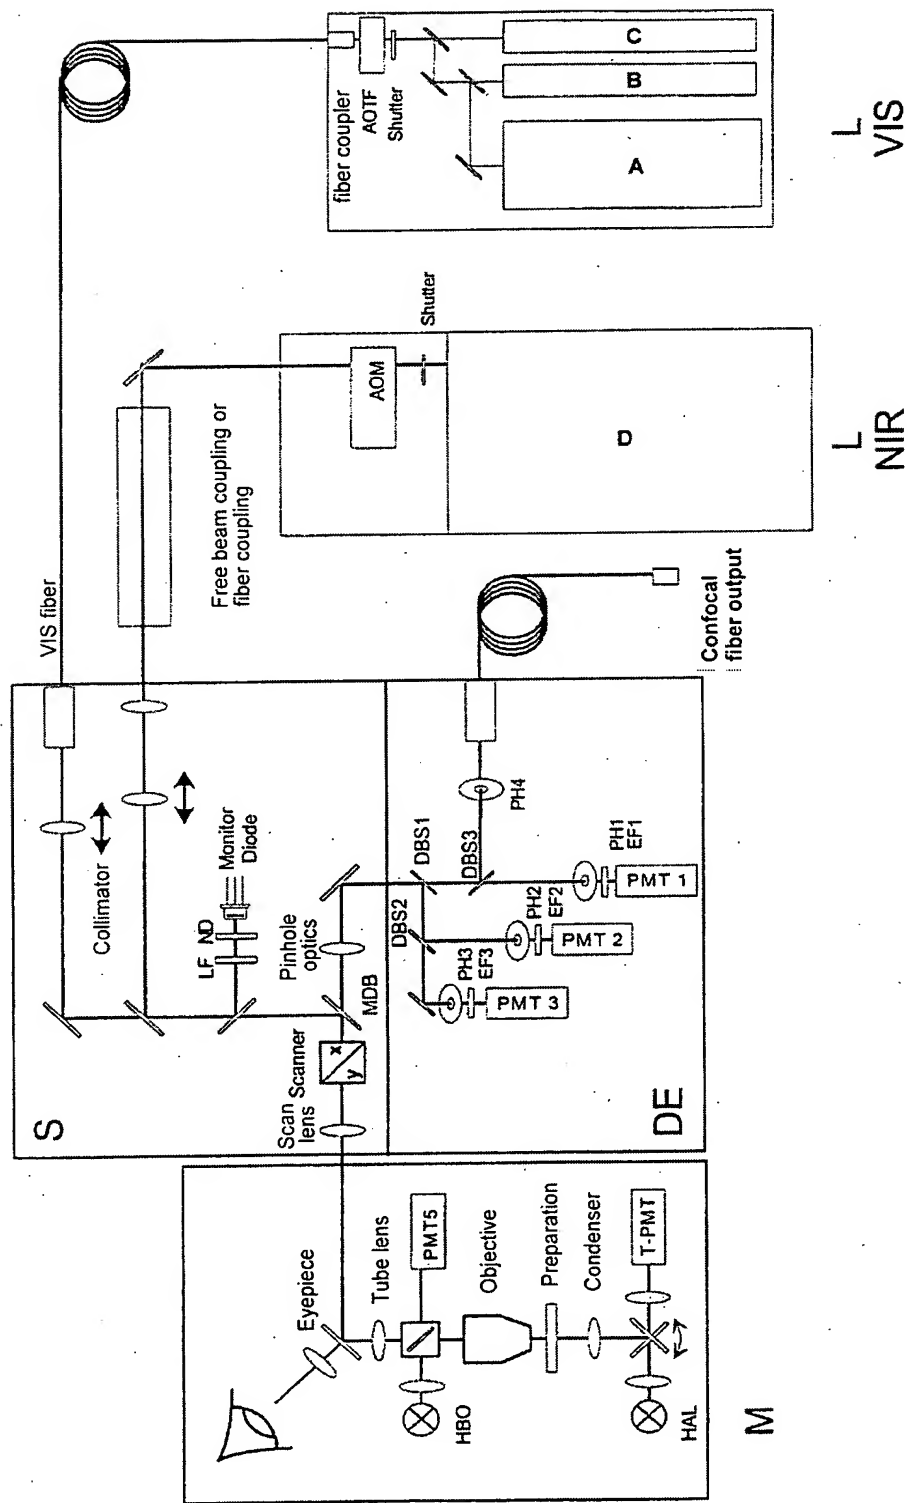 fiber coupler
AOTF
Shutter
C
B
A
L
VIS
Shutter
AOM
D
L
NIR
VIS fiber
Free beam coupling or
fiber coupling
Confocal
fiber output
S
Collimator
LF ND
Monitor
Diode
Pinhole
optics
MDB
Scanner
x
y
Scan
lens
DE
DBS1
DBS2
DBS3
PH4
PH1
EF1
PH2
EF2
PH3
EF3
PMT 1
PMT 2
PMT 3
M
Eyepiece
Tube lens
PMT5
HBO
Objective
Preparation
Condenser
T-PMT
HAL